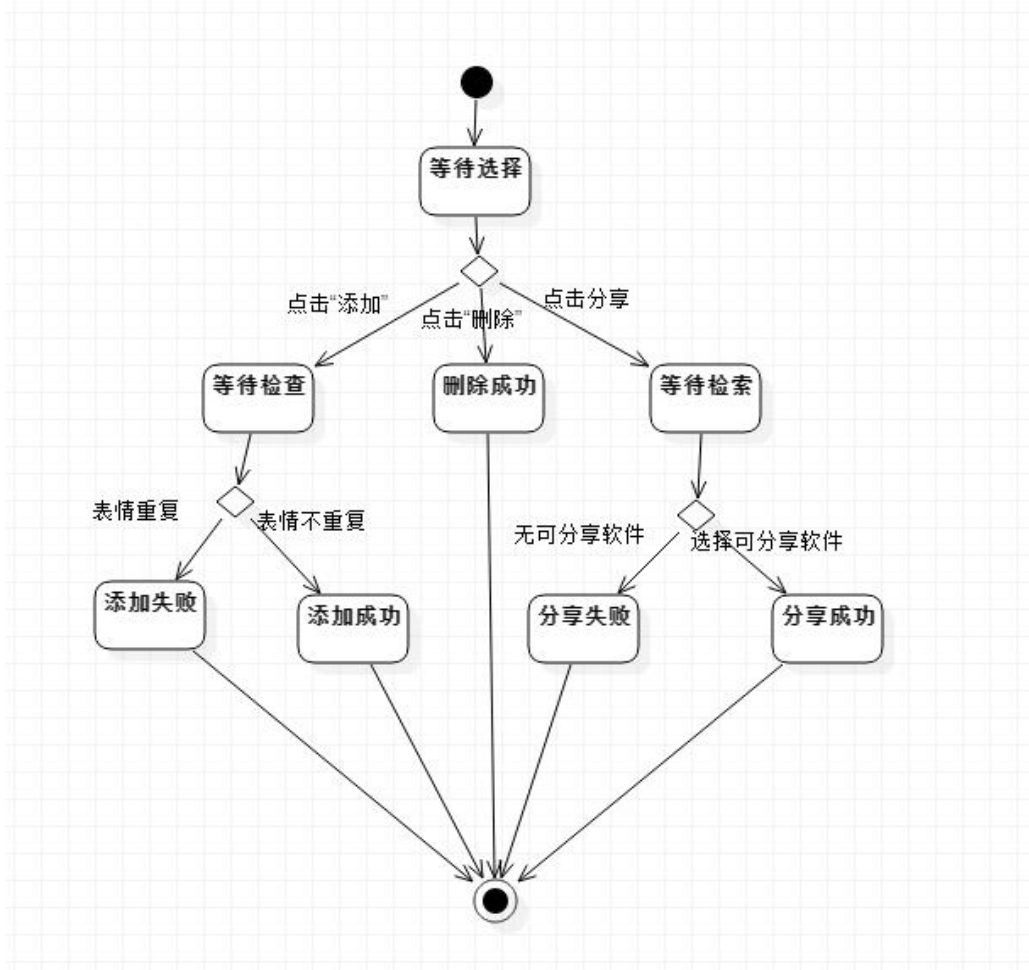 等待选择
点击“添加”
点击“删除”
点击分享
等待检查
删除成功
等待检索
表情重复
表情不重复
无可分享软件
选择可分享软件
添加失败
添加成功
分享失败
分享成功